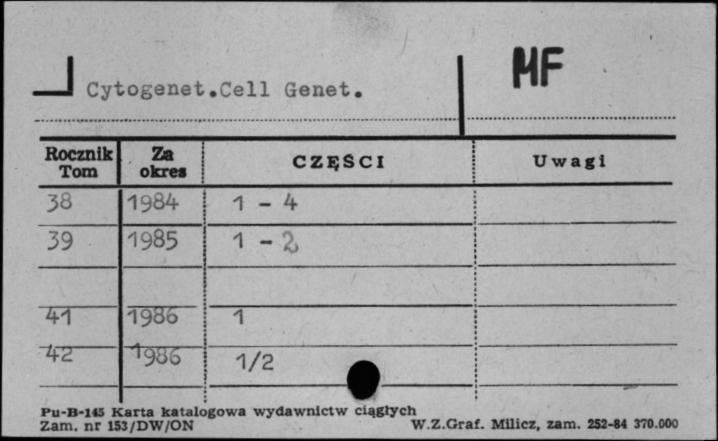 MF
Cytogenet.Cell Genet.
Rocznik Tom Za okres CZĘŚCI Uwagi
38 1984 1 - 4
39 1985 1 - 2
41 1986 1
42 1986 1/2
Pu-B-145 Karta katalogowa wydawnictw ciągłych
Zam. nr 153/DW/ON W.Z.Graf. Milicz, zam. 252-84 370.000